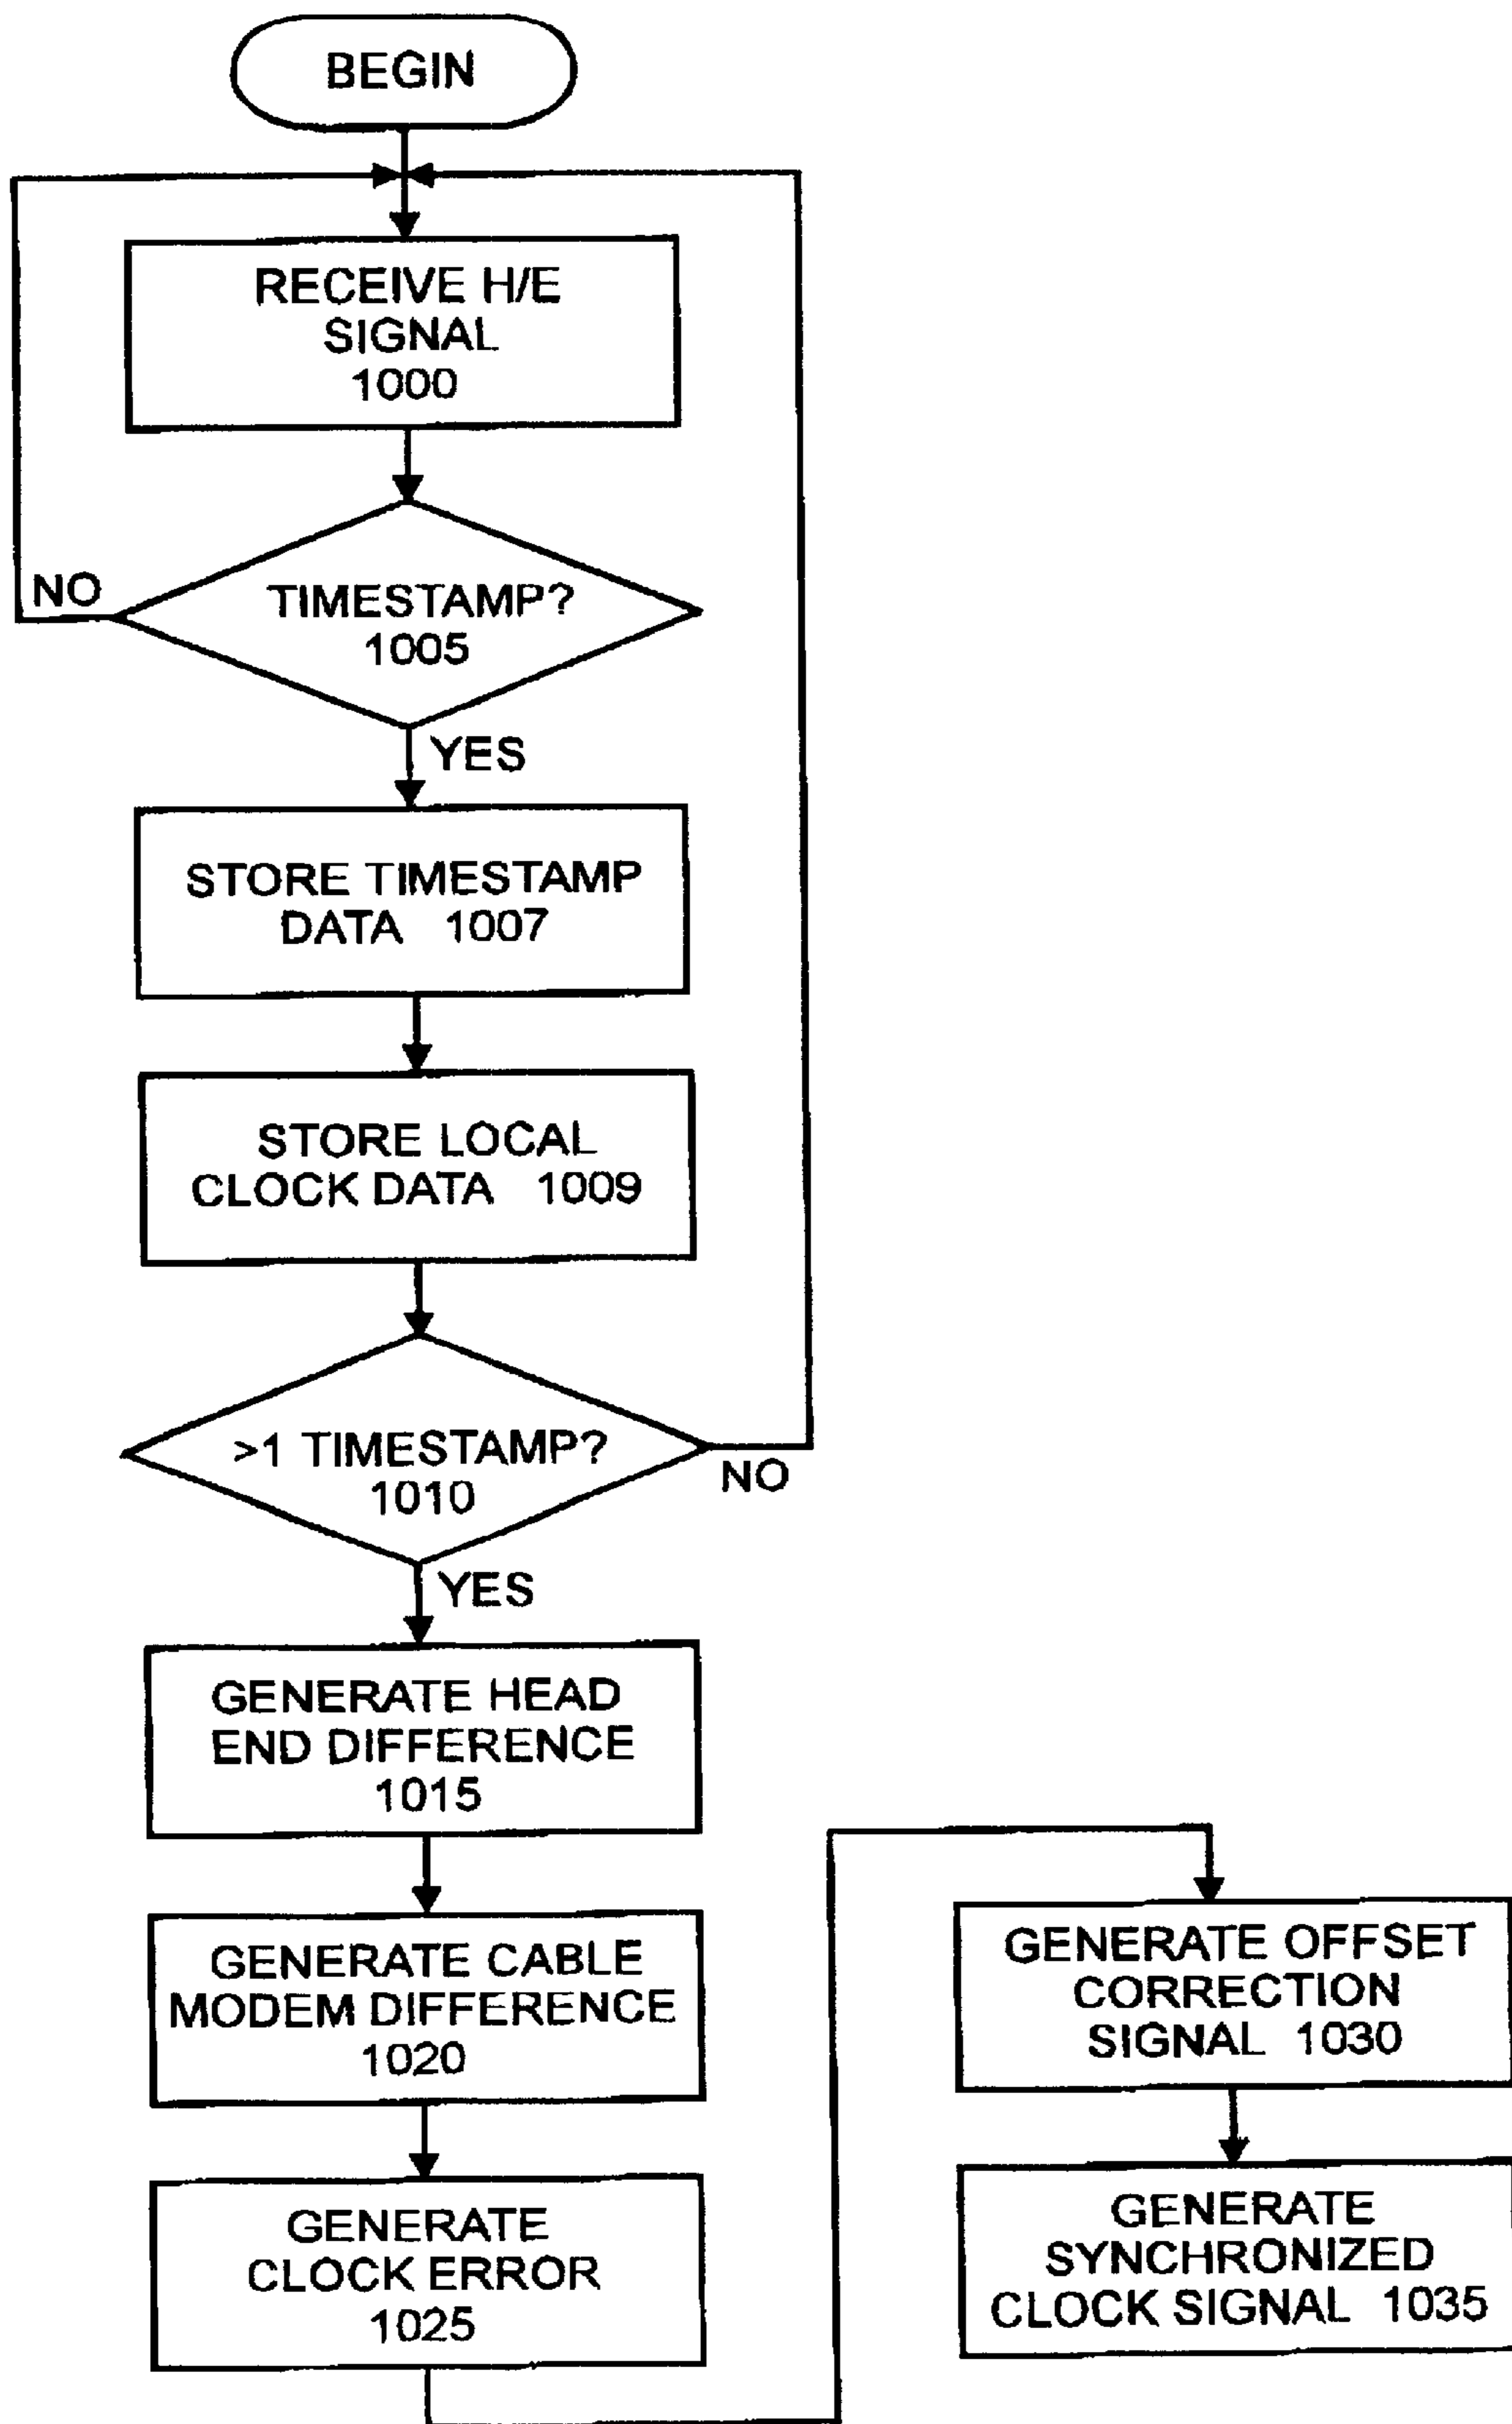 BEGIN
RECEIVE H/E
SIGNAL
1000
NO
TIMESTAMP?
1005
YES
STORE TIMESTAMP
DATA 1007
STORE LOCAL
CLOCK DATA 1009
>1 TIMESTAMP?
1010
NO
YES
GENERATE HEAD
END DIFFERENCE
1015
GENERATE CABLE
MODEM DIFFERENCE
1020
GENERATE
CLOCK ERROR
1025
GENERATE OFFSET
CORRECTION
SIGNAL 1030
GENERATE
SYNCHRONIZED
CLOCK SIGNAL 1035